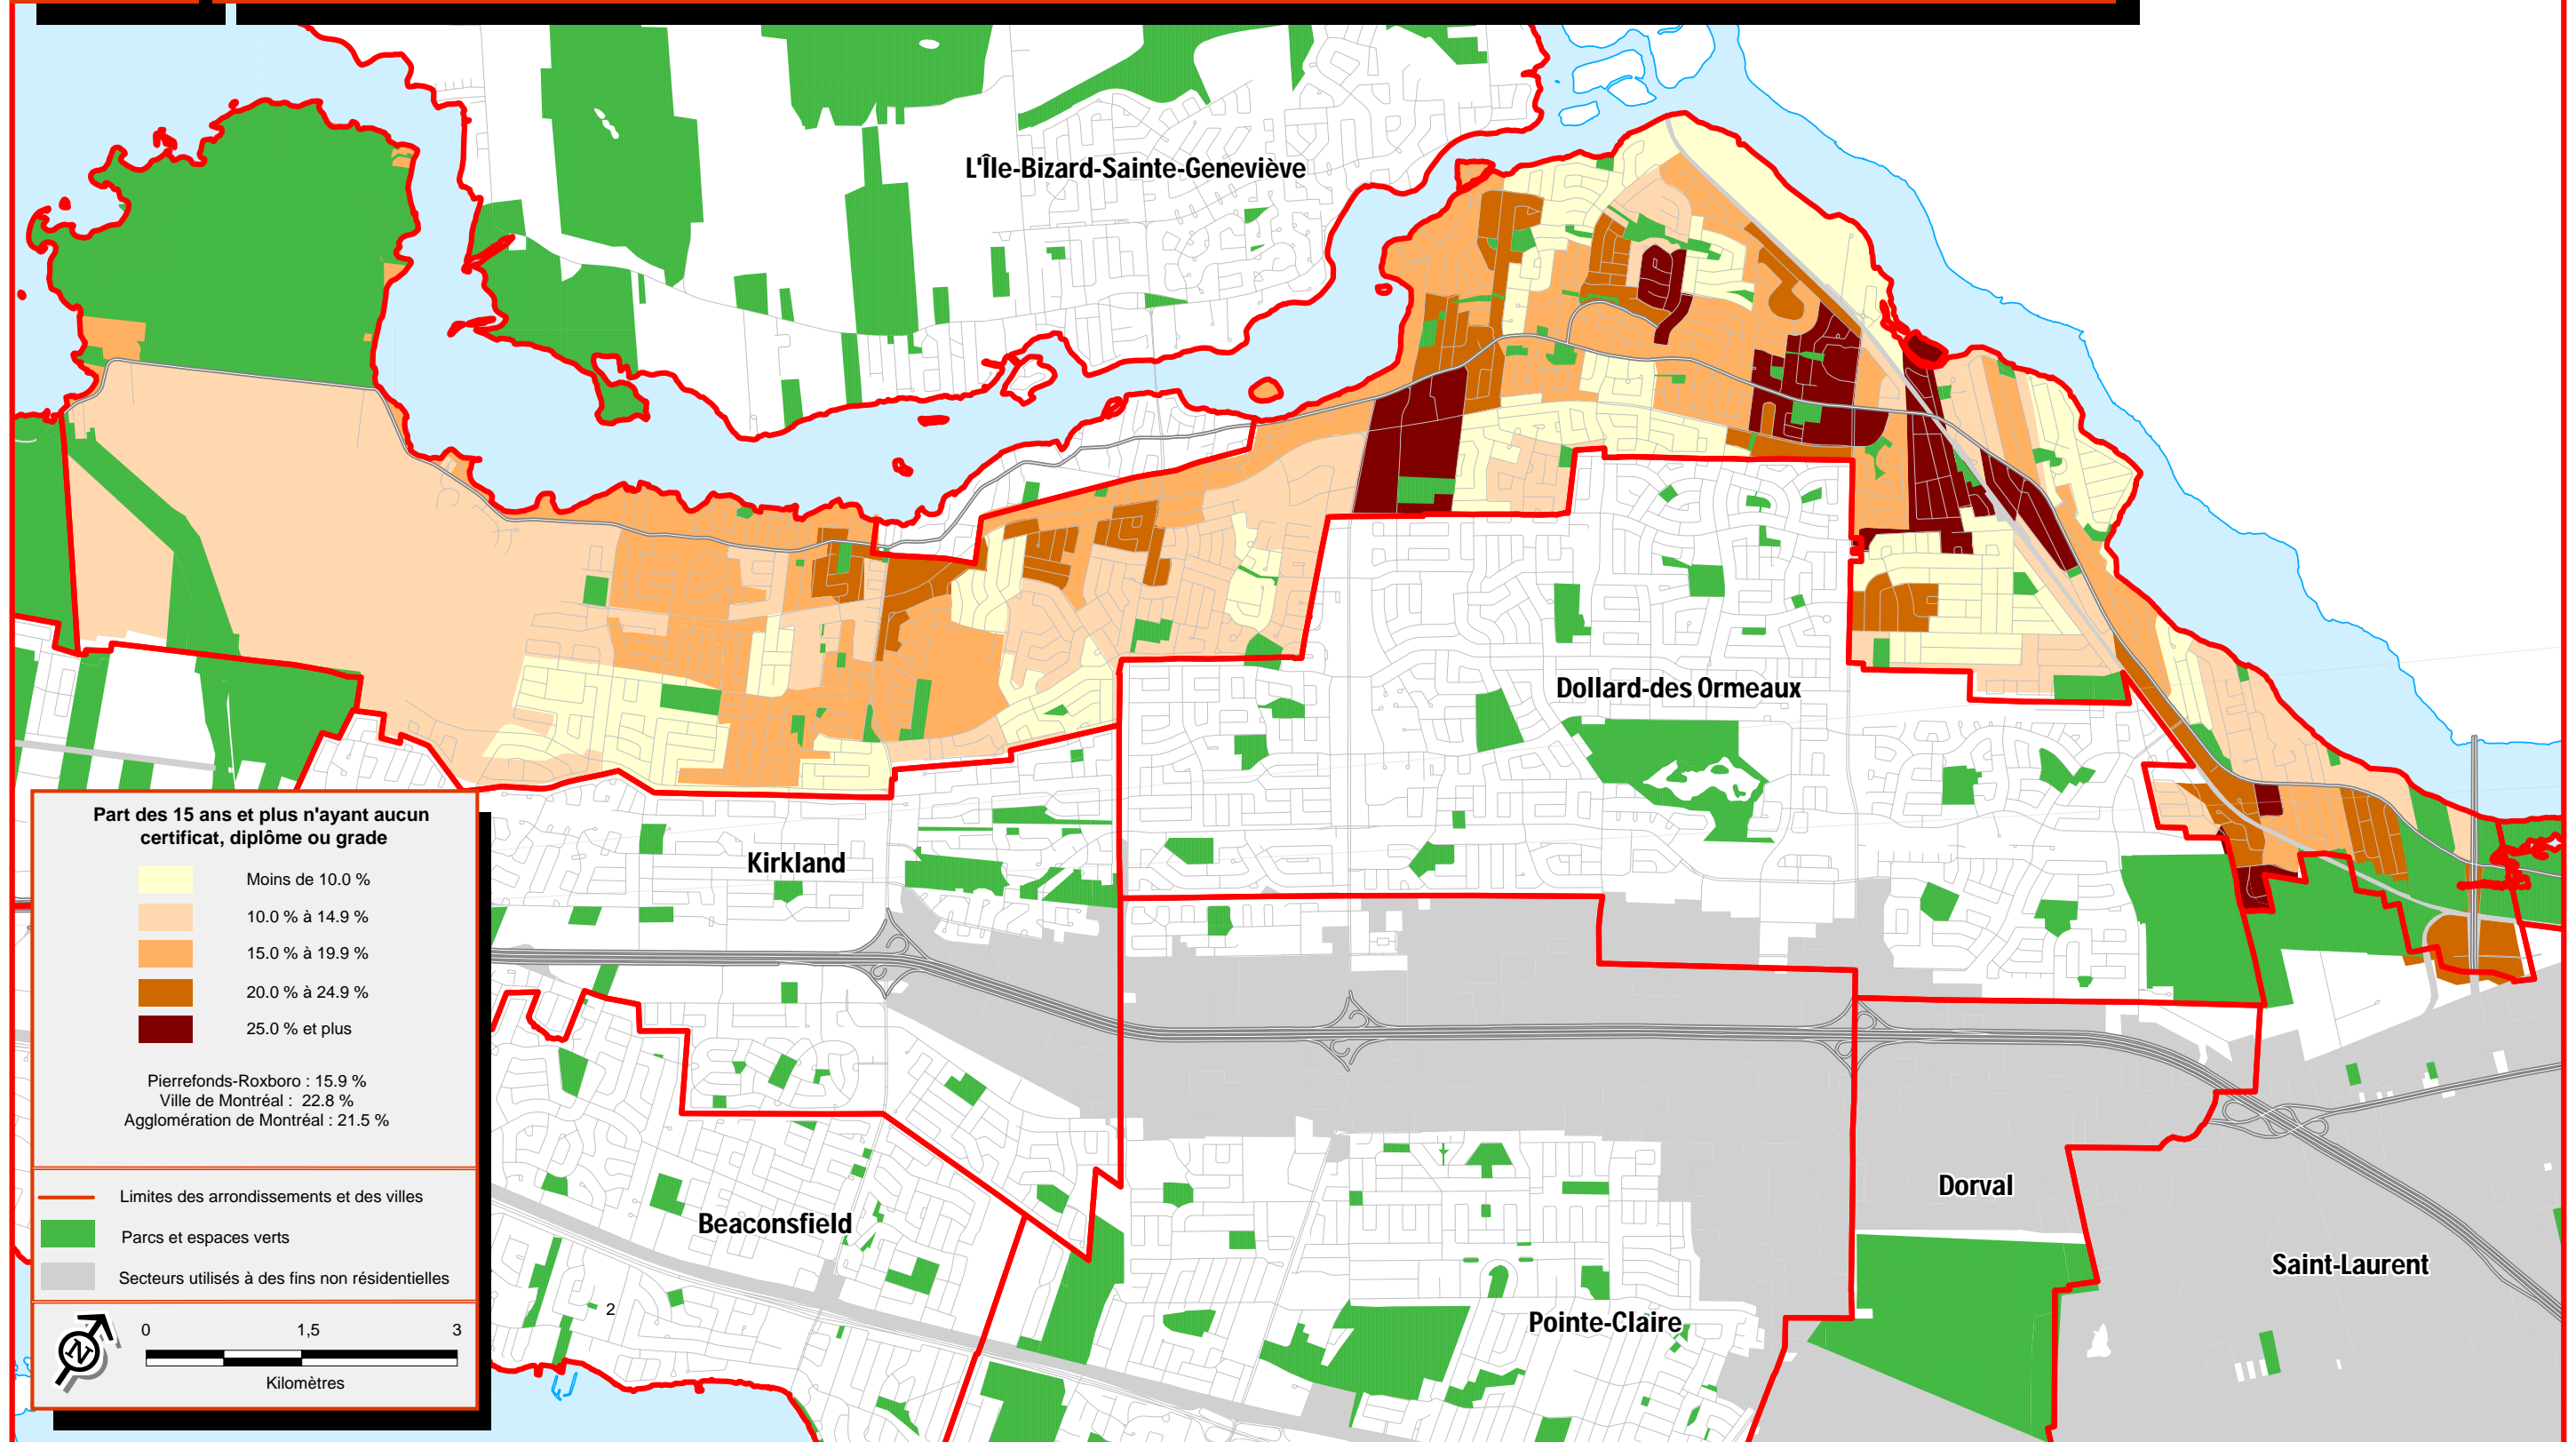 L'Île-Bizard-Sainte-Geneviève
Dollard-des Ormeaux
Kirkland
Beaconsfield
Pointe-Claire
Dorval
Saint-Laurent
2
Part des 15 ans et plus n'ayant aucun
certificat, diplôme ou grade
Moins de 10.0 %
10.0 % à 14.9 %
15.0 % à 19.9 %
20.0 % à 24.9 %
25.0 % et plus
Pierrefonds-Roxboro : 15.9 %
Ville de Montréal : 22.8 %
Agglomération de Montréal : 21.5 %
Limites des arrondissements et des villes
Parcs et espaces verts
Secteurs utilisés à des fins non résidentielles
N
0 1,5 3
Kilomètres